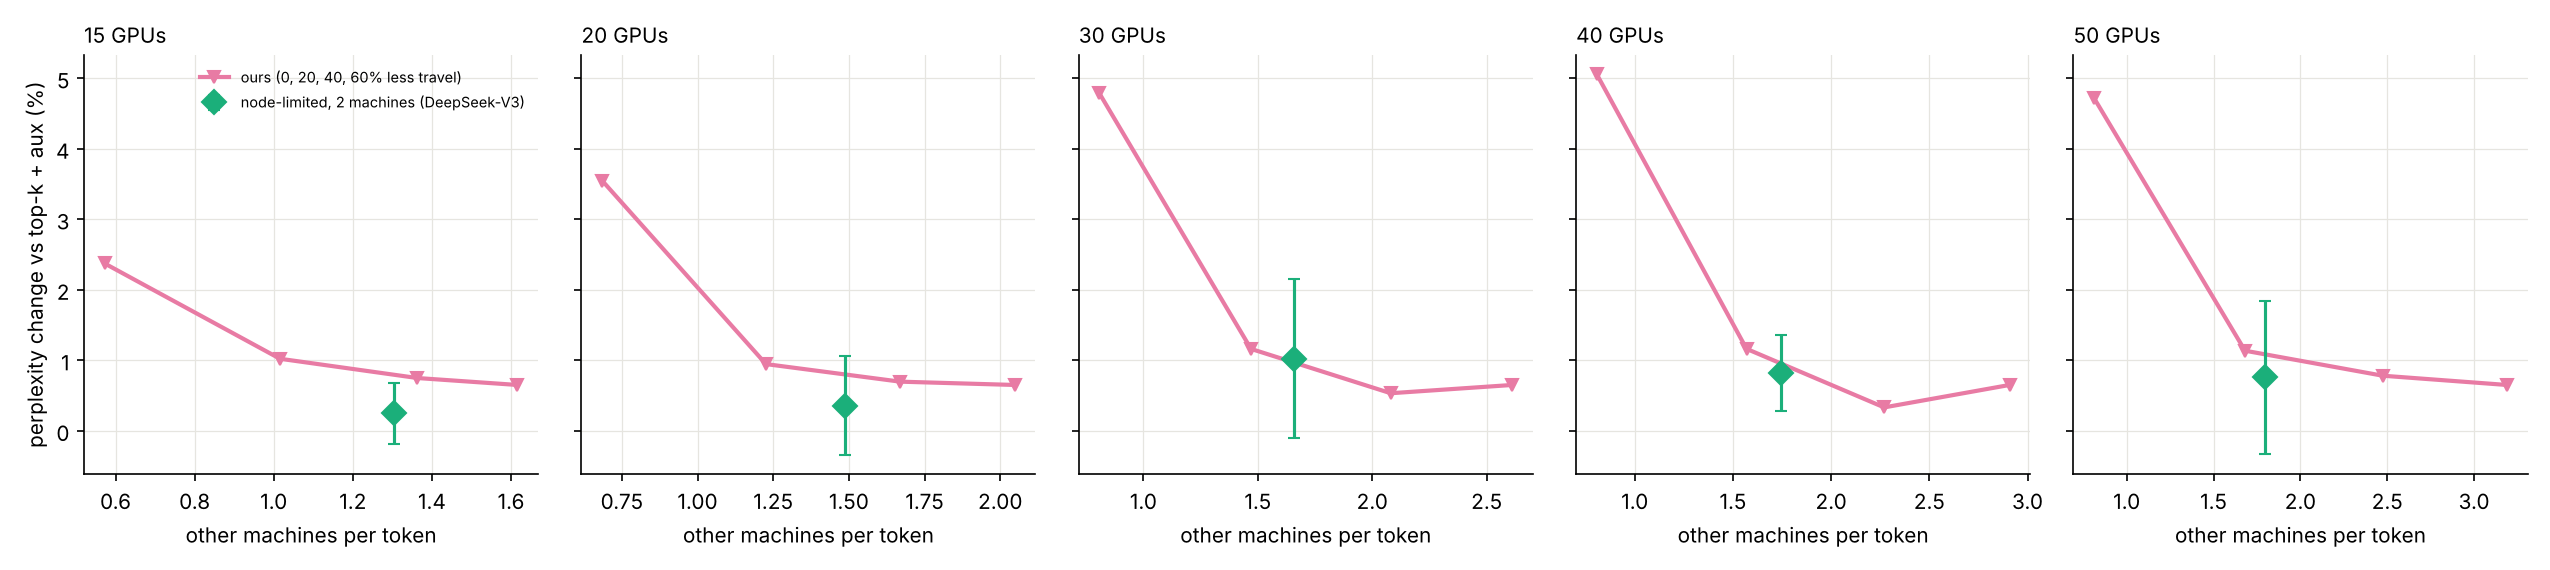 15 GPUs
20 GPUs
30 GPUs
40 GPUs
50 GPUs
ours (0, 20, 40, 60% less travel)
node-limited, 2 machines (DeepSeek-V3)
perplexity change vs top-k + aux (%)
5
4
3
2
1
0
0.6 0.8 1.0 1.2 1.4 1.6
0.75 1.00 1.25 1.50 1.75 2.00
1.0 1.5 2.0 2.5
1.0 1.5 2.0 2.5 3.0
1.0 1.5 2.0 2.5 3.0
other machines per token
other machines per token
other machines per token
other machines per token
other machines per token